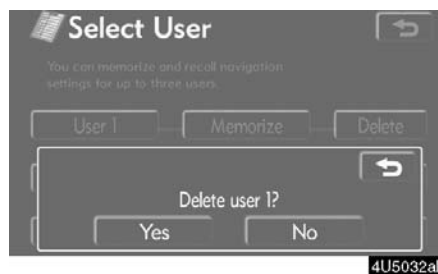 Select User
You can memorize and recall navigation
settings for up to three users.
User 1 Memorize Delete
Delete user 1?
Yes No
4U5032al